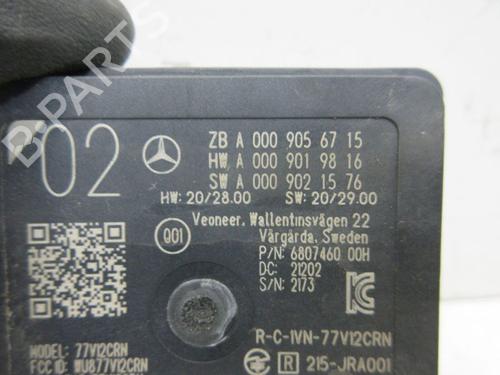 B-PARTS
02
ZB A 000 905 67 15
HW A 000 901 98 16
SW A 000 902 15 76
HW: 20/28.00 SW: 20/29.00
Veoneer, Wallentinsvägen 22
Vårgårda, Sweden
P/N: 6807460 00H
DC: 21202
S/N: 2173
001
R-C-1VN-77V12CRN
MODEL: 77V12CRN
FCC ID: WU877V12CRN
R 215-JRA001